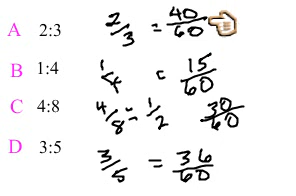 A 2:3 2/3 = 40/60
B 1:4 1/4 = 15/60
C 4:8 4/8 = 1/2 30/60
D 3:5 3/5 = 36/60